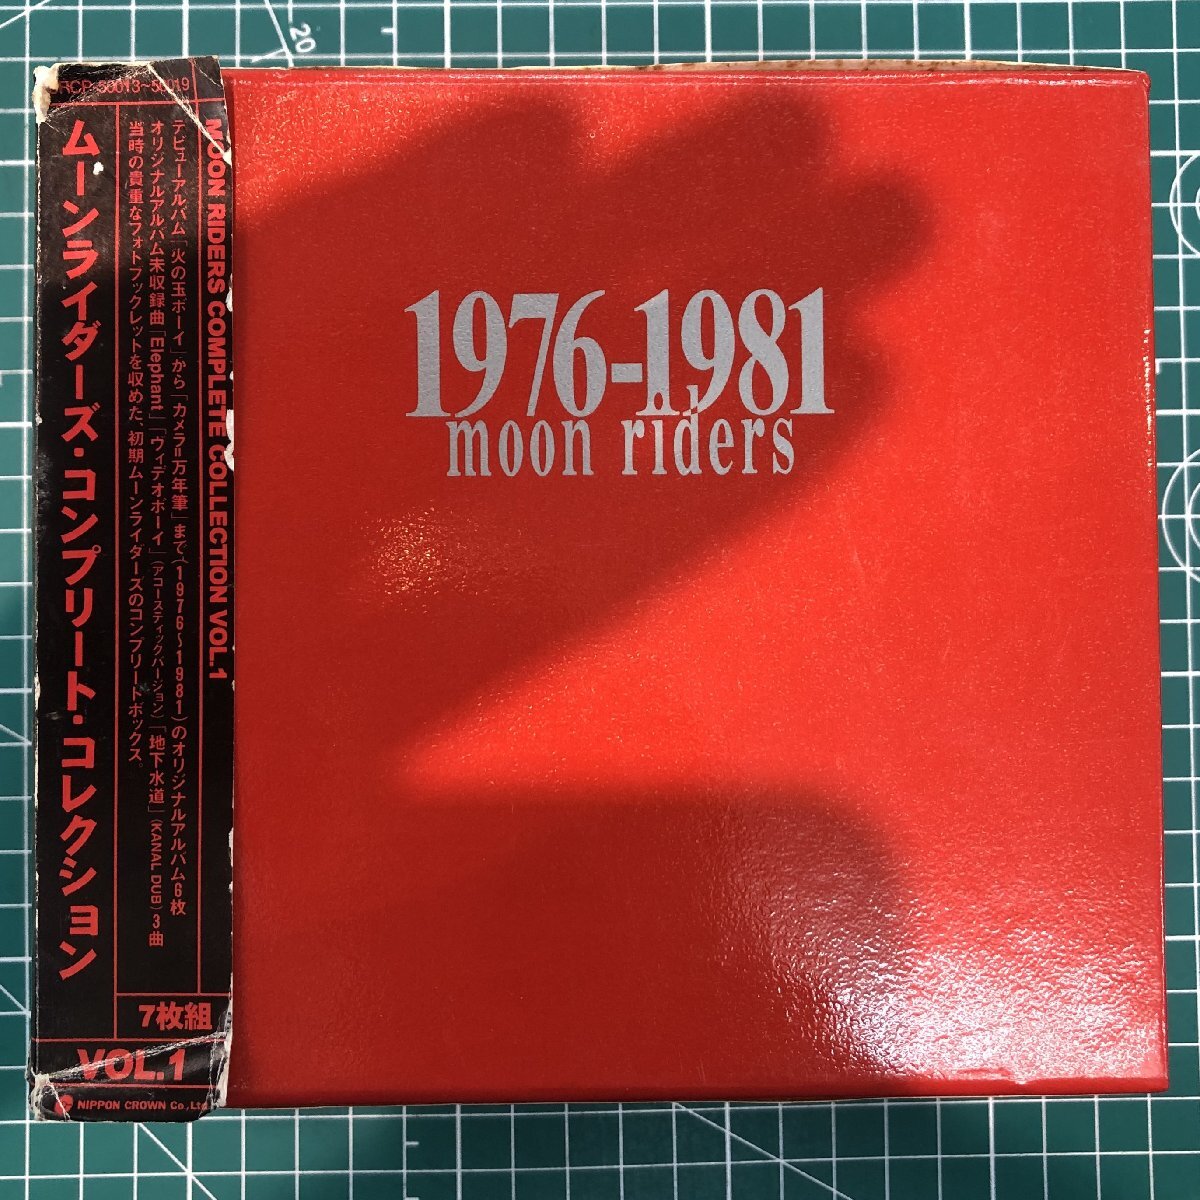 20
RCP-50013~50019
MOON RIDERS COMPLETE COLLECTION VOL.1
デビューアルバム「火の玉ボーイ」から「カメラ=万年筆」まで(1976~1981)のオリジナルアルバム6枚
オリジナルアルバム未収録曲「Elephant」「ヴィデオボーイ」(アコースティックバージョン)「地下水道」(KANAL DUB)3曲
当時の貴重なフォトブックレットを収めた、初期ムーンライダーズのコンプリートボックス。
ムーンライダーズ・コンプリート・コレクション
7枚組
VOL.1
NIPPON CROWN Co.,Ltd
1976-1981
moon riders